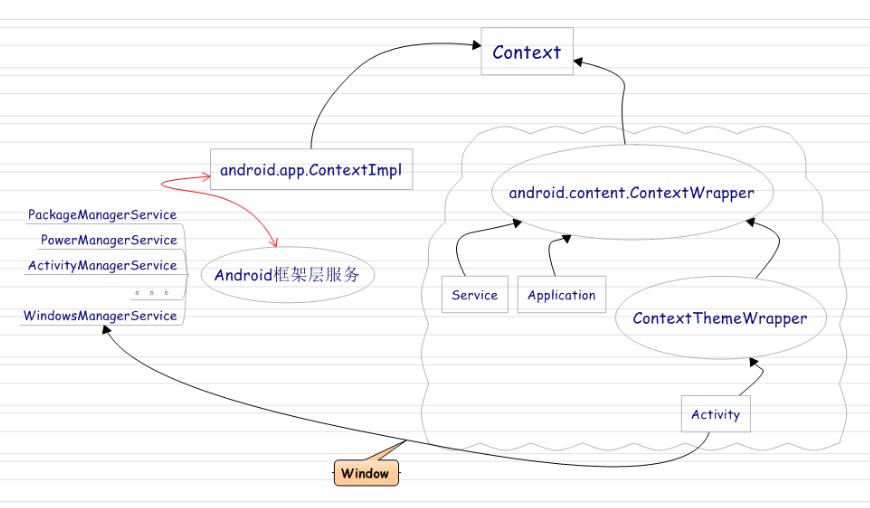 Context
android.app.ContextImpl
android.content.ContextWrapper
PackageManagerService
PowerManagerService
ActivityManagerService
。。。
WindowsManagerService
Android框架层服务
Service
Application
ContextThemeWrapper
Activity
Window